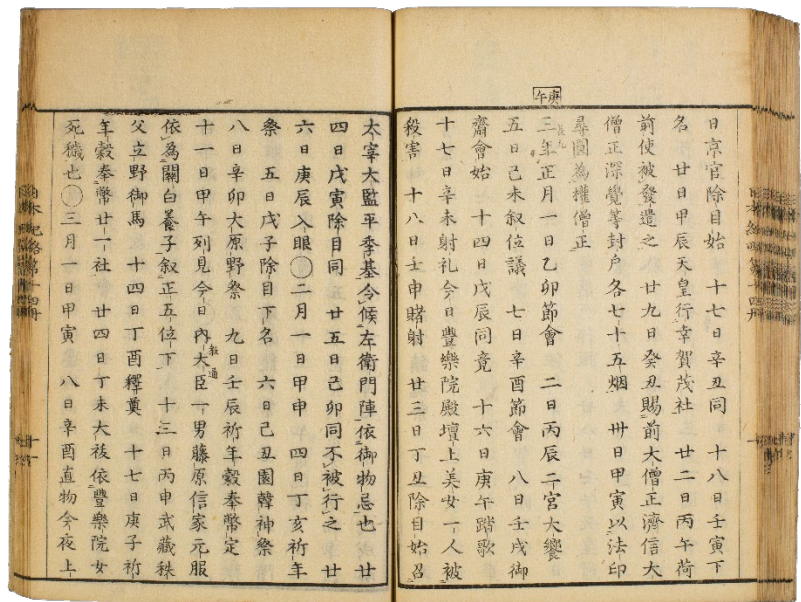 庚午
日京官除目始　十七日辛丑同　十八日壬寅下
名　廿日甲辰天皇行幸賀茂社　廿二日丙午荷
前使被發遣之　廿九日癸丑賜前大僧正濟信大
僧正深覺等封戶各七十五烟　卅日甲寅以法印
尋圓為權僧正
三年正月一日乙卯節會　二日丙辰二宮大饗
長九
五日己未叙位議　七日辛酉節會　八日壬戌御
齋會始　十四日戊辰同竟　十六日庚午踏歌
十七日辛未射礼今日豐樂院殿壇上美女一人被
殺害　十八日壬申賭射　廿三日丁丑除目始召
太宰大監平季基令候左衛門陣依御物忌也　廿
四日戊寅除目同　五廿五日己卯同不被行之　廿
六日庚辰入眼〇二月一日甲申　四日丁亥祈年
祭　五日戊子除目下名　六日己丑園韓神祭
八日辛卯大原野祭　九日壬辰祈年穀奉幣定
十一日甲午列見今日內大臣一男藤原信家元服
教通
依為關白養子叙正五位下　十三日丙申武藏秩
父立野御馬　十四日丁酉釋奠　十七日庚子祈
年穀奉幣廿一社　廿四日丁未大祓依豐樂院女
死穢也〇三月一日甲寅　八日辛酉直物今夜上